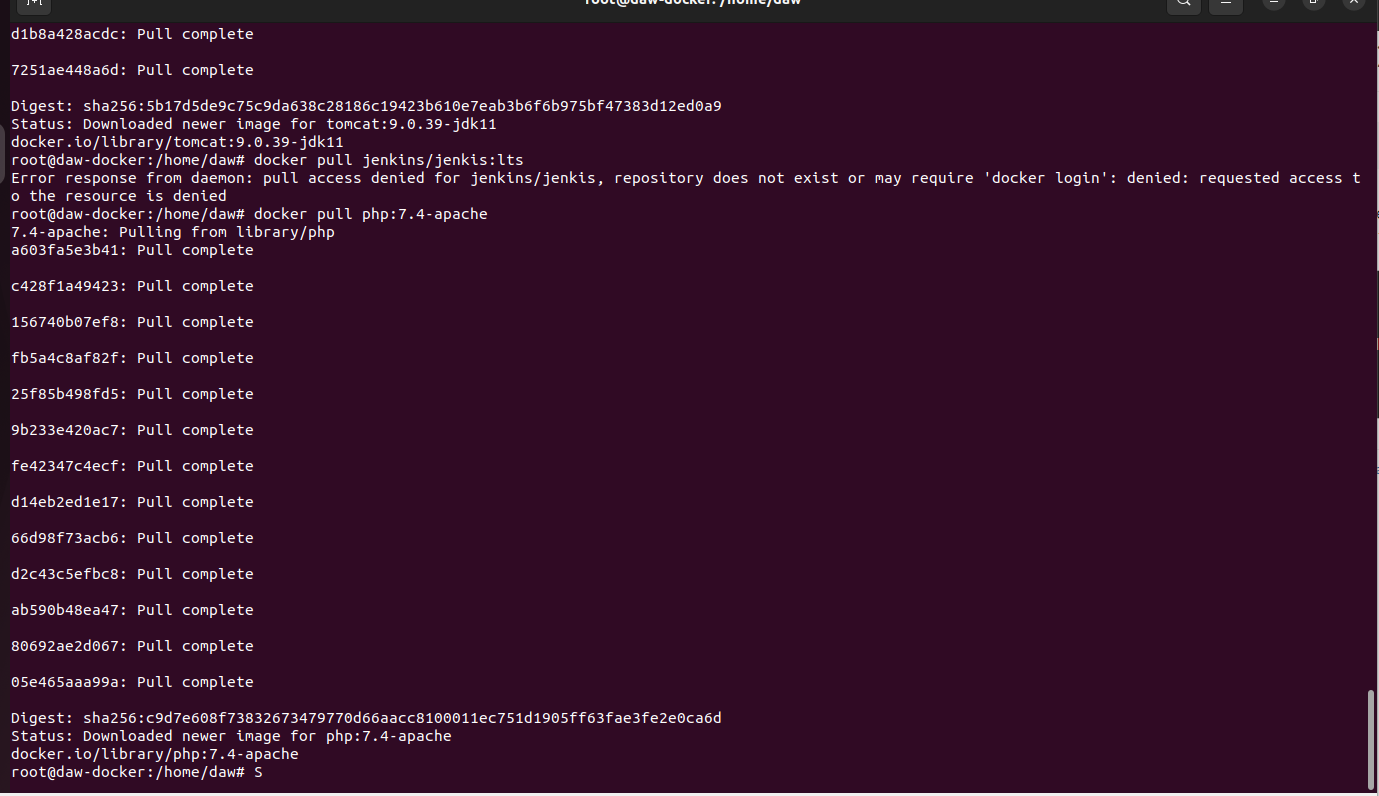 root@daw-docker: /home/daw
d1b8a428acdc: Pull complete
7251ae448a6d: Pull complete
Digest: sha256:5b17d5de9c75c9da638c28186c19423b610e7eab3b6f6b975bf47383d12ed0a9
Status: Downloaded newer image for tomcat:9.0.39-jdk11
docker.io/library/tomcat:9.0.39-jdk11
root@daw-docker:/home/daw# docker pull jenkins/jenkis:lts
Error response from daemon: pull access denied for jenkins/jenkis, repository does not exist or may require 'docker login': denied: requested access t
o the resource is denied
root@daw-docker:/home/daw# docker pull php:7.4-apache
7.4-apache: Pulling from library/php
a603fa5e3b41: Pull complete
c428f1a49423: Pull complete
156740b07ef8: Pull complete
fb5a4c8af82f: Pull complete
25f85b498fd5: Pull complete
9b233e420ac7: Pull complete
fe42347c4ecf: Pull complete
d14eb2ed1e17: Pull complete
66d98f73acb6: Pull complete
d2c43c5efbc8: Pull complete
ab590b48ea47: Pull complete
80692ae2d067: Pull complete
05e465aaa99a: Pull complete
Digest: sha256:c9d7e608f73832673479770d66aacc8100011ec751d1905ff63fae3fe2e0ca6d
Status: Downloaded newer image for php:7.4-apache
docker.io/library/php:7.4-apache
root@daw-docker:/home/daw# S